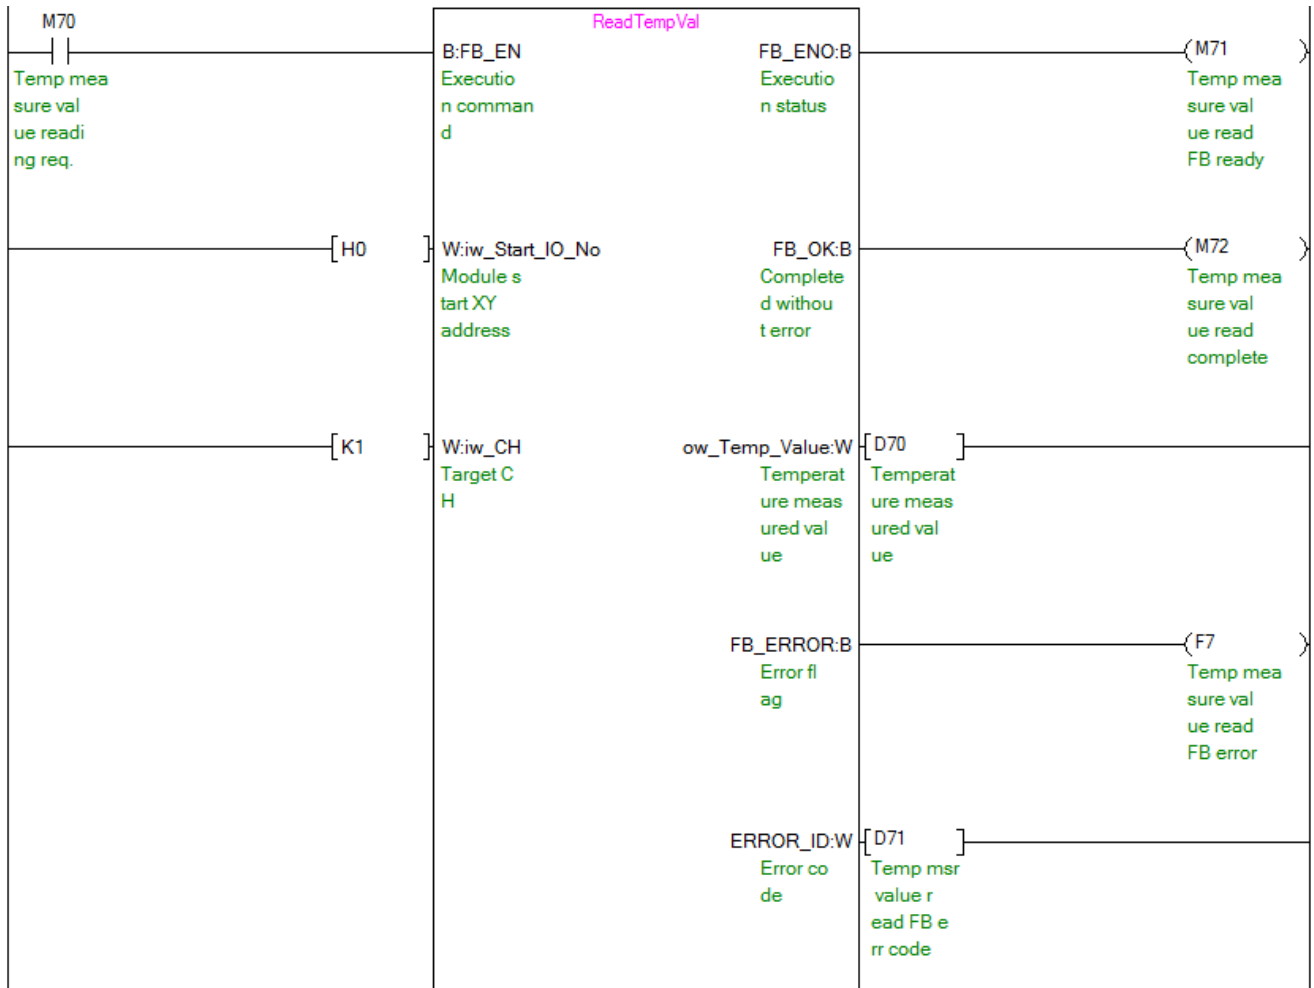 M70
ReadTempVal
B:FB_EN
FB_ENO:B
M71
Temp mea
sure val
ue readi
ng req.
Executio
n comman
d
Executio
n status
Temp mea
sure val
ue read
FB ready
H0
W:iw_Start_IO_No
FB_OK:B
M72
Module s
tart XY
address
Complete
d withou
t error
Temp mea
sure val
ue read
complete
K1
W:iw_CH
ow_Temp_Value:W
D70
Target C
H
Temperat
ure meas
ured val
ue
Temperat
ure meas
ured val
ue
FB_ERROR:B
F7
Error fl
ag
Temp mea
sure val
ue read
FB error
ERROR_ID:W
D71
Error co
de
Temp msr
value r
ead FB e
rr code